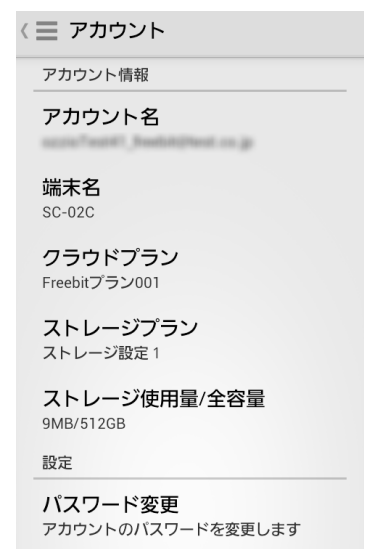 アカウント
アカウント情報
アカウント名
端末名
SC-02C
クラウドプラン
Freebitプラン001
ストレージプラン
ストレージ設定 1
ストレージ使用量/全容量
9MB/512GB
設定
パスワード変更
アカウントのパスワードを変更します